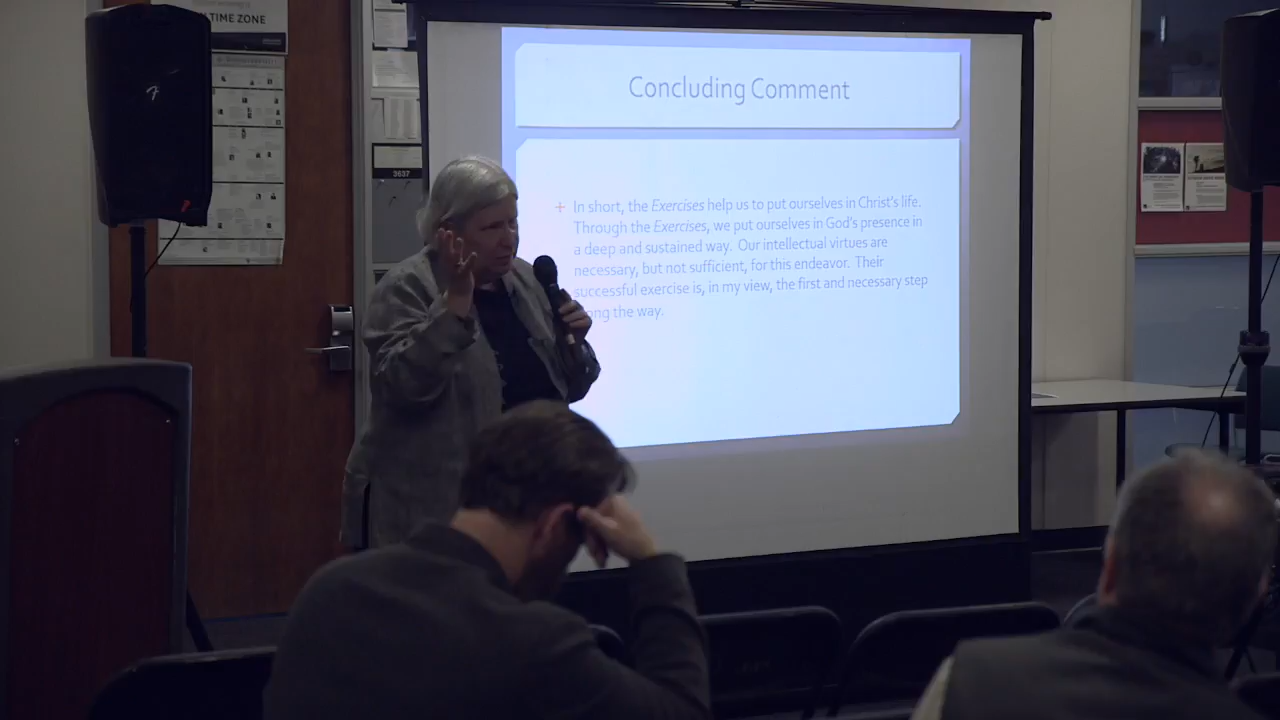 TIME ZONE
3637
Concluding Comment
In short, the Exercises help us to put ourselves in Christ's life.
Through the Exercises, we put ourselves in God's presence in
a deep and sustained way. Our intellectual virtues are
necessary, but not sufficient, for this endeavor. Their
successful exercise is, in my view, the first and necessary step
the way.